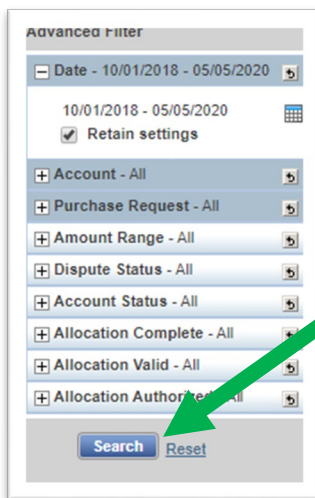 Advanced Filter
Date - 10/01/2018 - 05/05/2020
10/01/2018 - 05/05/2020
Retain settings
Account - All
Purchase Request - All
Amount Range - All
Dispute Status - All
Account Status - All
Allocation Complete - All
Allocation Valid - All
Allocation Authorized - All
Search Reset